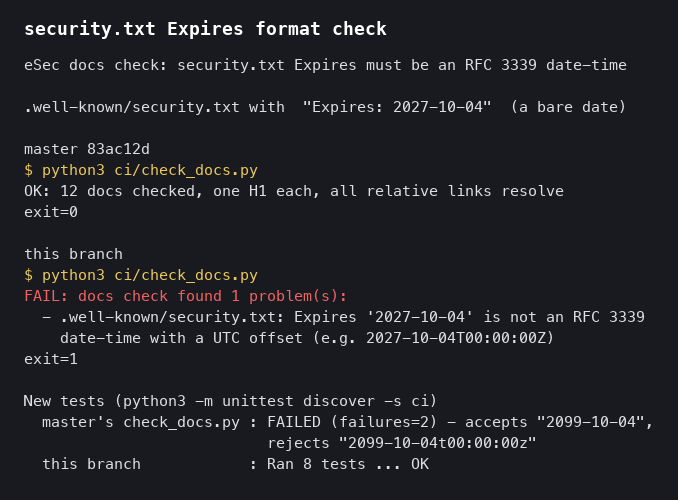 security.txt Expires format check
eSec docs check: security.txt Expires must be an RFC 3339 date-time
.well-known/security.txt with  "Expires: 2027-10-04"  (a bare date)
master 83ac12d
$ python3 ci/check_docs.py
OK: 12 docs checked, one H1 each, all relative links resolve
exit=0
this branch
$ python3 ci/check_docs.py
FAIL: docs check found 1 problem(s):
  - .well-known/security.txt: Expires '2027-10-04' is not an RFC 3339
    date-time with a UTC offset (e.g. 2027-10-04T00:00:00Z)
exit=1
New tests (python3 -m unittest discover -s ci)
  master's check_docs.py : FAILED (failures=2) - accepts "2099-10-04",
                           rejects "2099-10-04t00:00:00z"
  this branch            : Ran 8 tests ... OK